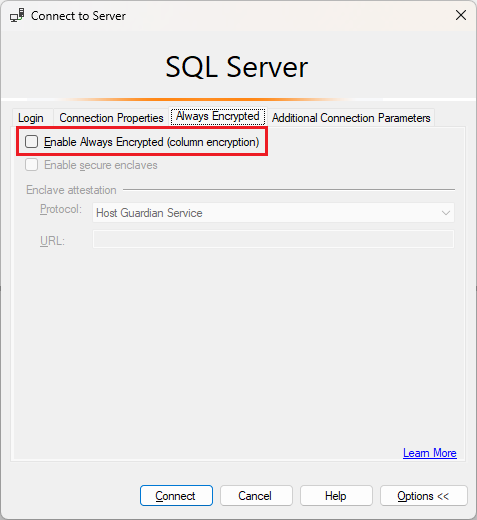 Connect to Server
SQL Server
Login Connection Properties Always Encrypted Additional Connection Parameters
Enable Always Encrypted (column encryption)
Enable secure enclaves
Enclave attestation
Protocol: Host Guardian Service
URL:
Learn More
Connect Cancel Help Options <<